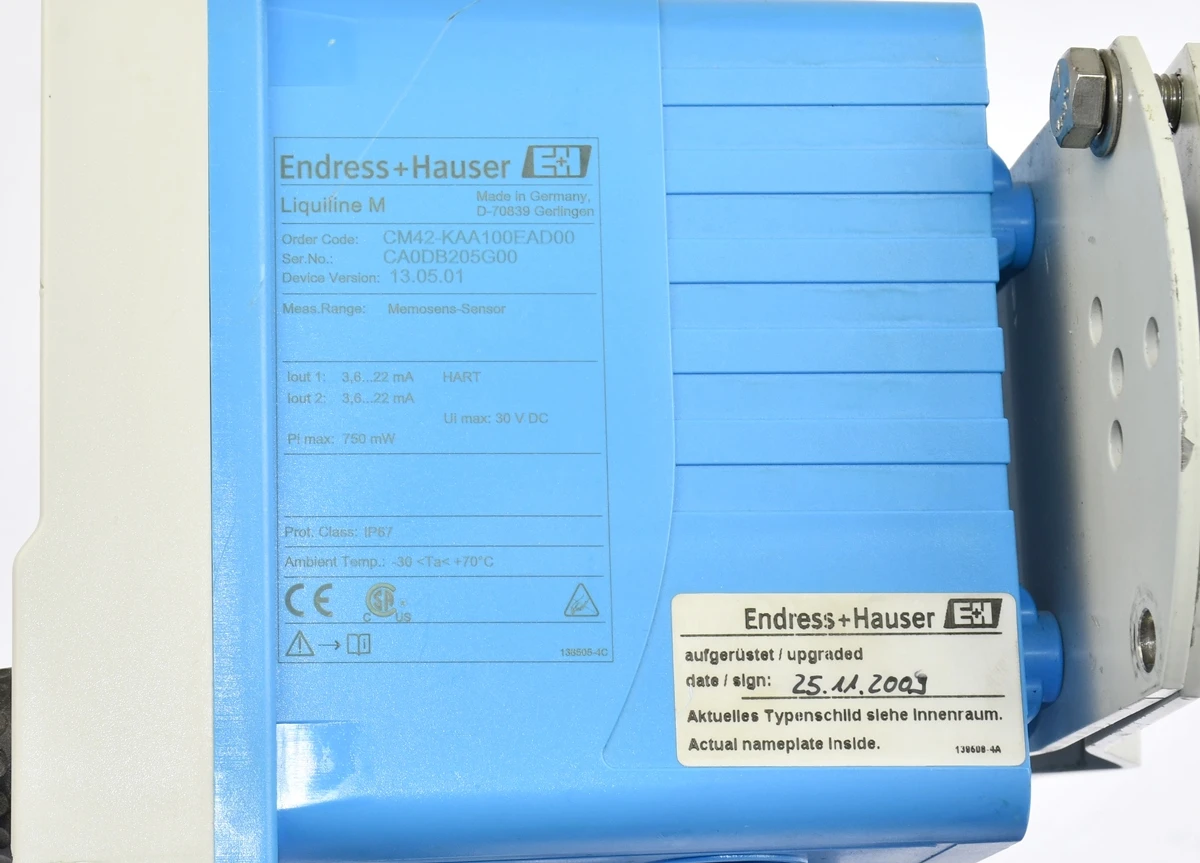 Endress+Hauser E+H
Liquiline M
Made in Germany,
D-70839 Gerlingen
Order Code: CM42-KAA100EAD00
Ser.No.: CA0DB205G00
Device Version: 13.05.01
Meas.Range: Memosens-Sensor
Iout 1: 3,6...22 mA HART
Iout 2: 3,6...22 mA
Ui max: 30 V DC
Pi max: 750 mW
Prot. Class: IP67
Ambient Temp.: -30 <Ta< +70°C
CE C SA US
138505-4C
Endress+Hauser E+H
aufgerüstet / upgraded
date / sign: 25.11.2009
Aktuelles Typenschild siehe Innenraum.
Actual nameplate inside.
138508-4A